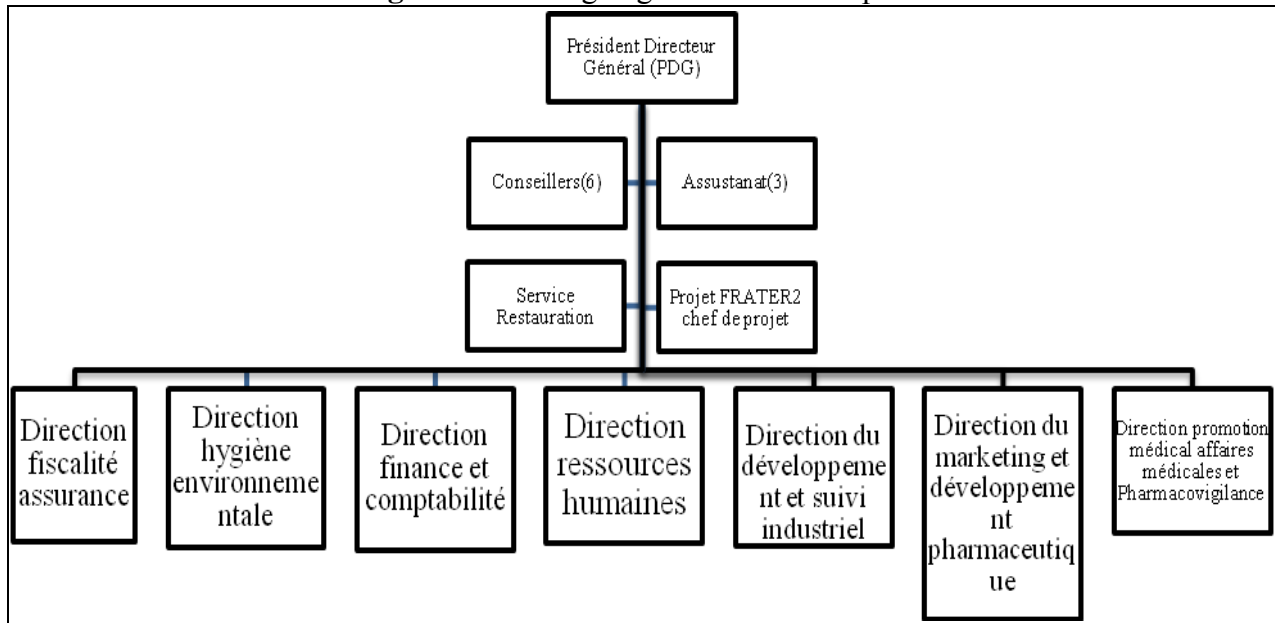 Président Directeur
Général (PDG)
Conseillers(6)
Assustanat(3)
Service
Restauration
Projet FRATER2
chef de projet
Direction
fiscalité
assurance
Direction
hygiène
environneme
ntale
Direction
finance et
comptabilité
Direction
ressources
humaines
Direction du
développeme
nt et suivi
industriel
Direction du
marketing et
développeme
nt
pharmaceutiq
ue
Direction promotion
médical affaires
médicales et
Pharmacovigilance